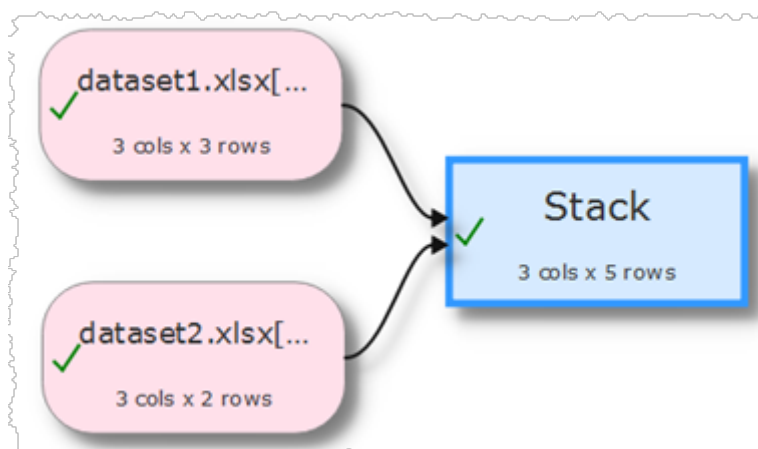 dataset1.xlsx[...
3 cols x 3 rows
Stack
3 cols x 5 rows
dataset2.xlsx[...
3 cols x 2 rows